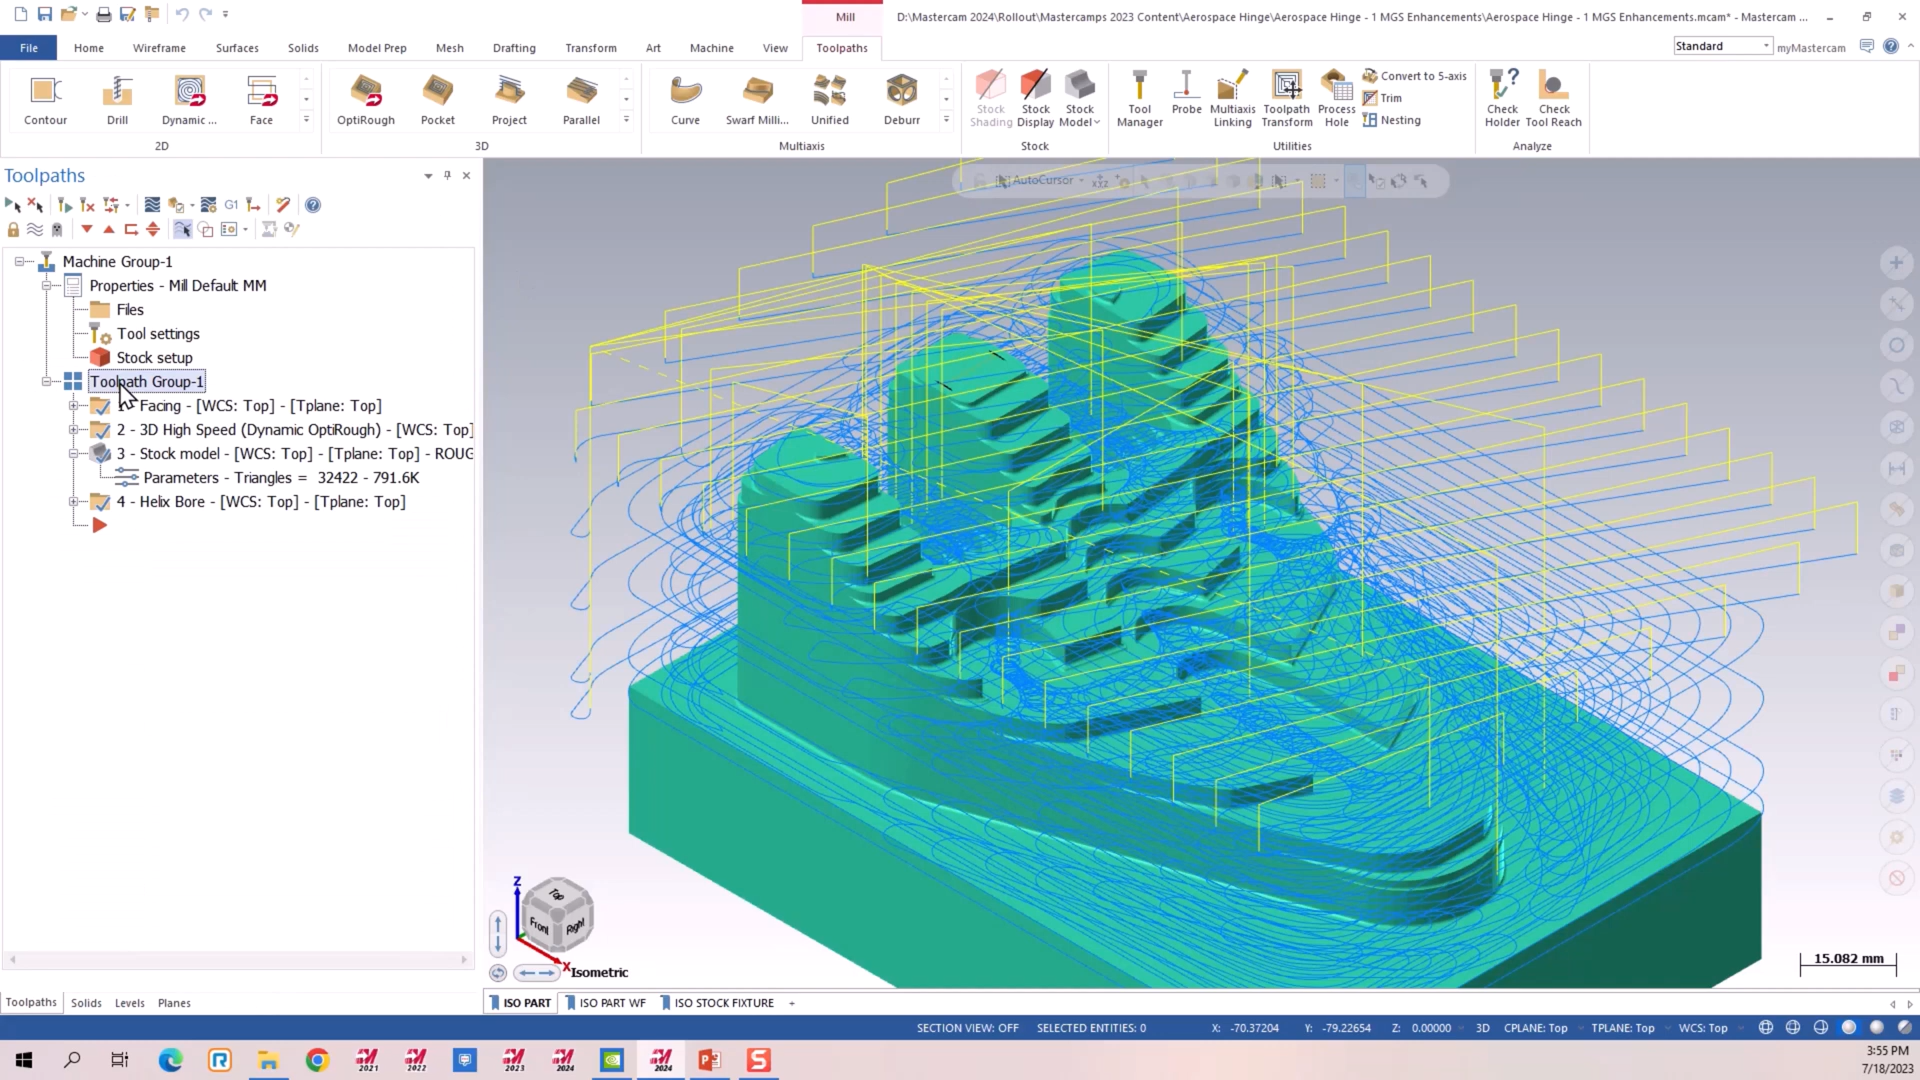 Mill
D:\Mastercam 2024\Rollout\Mastercamps 2023 Content\Aerospace Hinge\Aerospace Hinge - 1 MGS Enhancements\Aerospace Hinge - 1 MGS Enhancements.mcam* - Mastercam ...
File
Home
Wireframe
Surfaces
Solids
Model Prep
Mesh
Drafting
Transform
Art
Machine
View
Toolpaths
Standard
myMastercam
Contour
Drill
Dynamic ...
Face
2D
OptiRough
Pocket
Project
Parallel
3D
Curve
Swarf Milli...
Unified
Deburr
Multiaxis
Stock Shading
Stock Display
Stock Model
Stock
Tool Manager
Probe
Multiaxis Linking
Toolpath Transform
Process Hole
Convert to 5-axis
Trim
Nesting
Utilities
Check Holder
Check Tool Reach
Analyze
Toolpaths
G1
AutoCursor
Machine Group-1
Properties - Mill Default MM
Files
Tool settings
Stock setup
Toolpath Group-1
Facing - [WCS: Top] - [Tplane: Top]
2 - 3D High Speed (Dynamic OptiRough) - [WCS: Top]
3 - Stock model - [WCS: Top] - [Tplane: Top] - ROUG
Parameters - Triangles = 32422 - 791.6K
4 - Helix Bore - [WCS: Top] - [Tplane: Top]
Z
Top
Front
Right
X
Isometric
15.082 mm
Toolpaths
Solids
Levels
Planes
ISO PART
ISO PART WF
ISO STOCK FIXTURE
SECTION VIEW: OFF
SELECTED ENTITIES: 0
X: -70.37204
Y: -79.22654
Z: 0.00000
3D
CPLANE: Top
TPLANE: Top
WCS: Top
2021
2022
2023
2024
2024
3:55 PM
7/18/2023